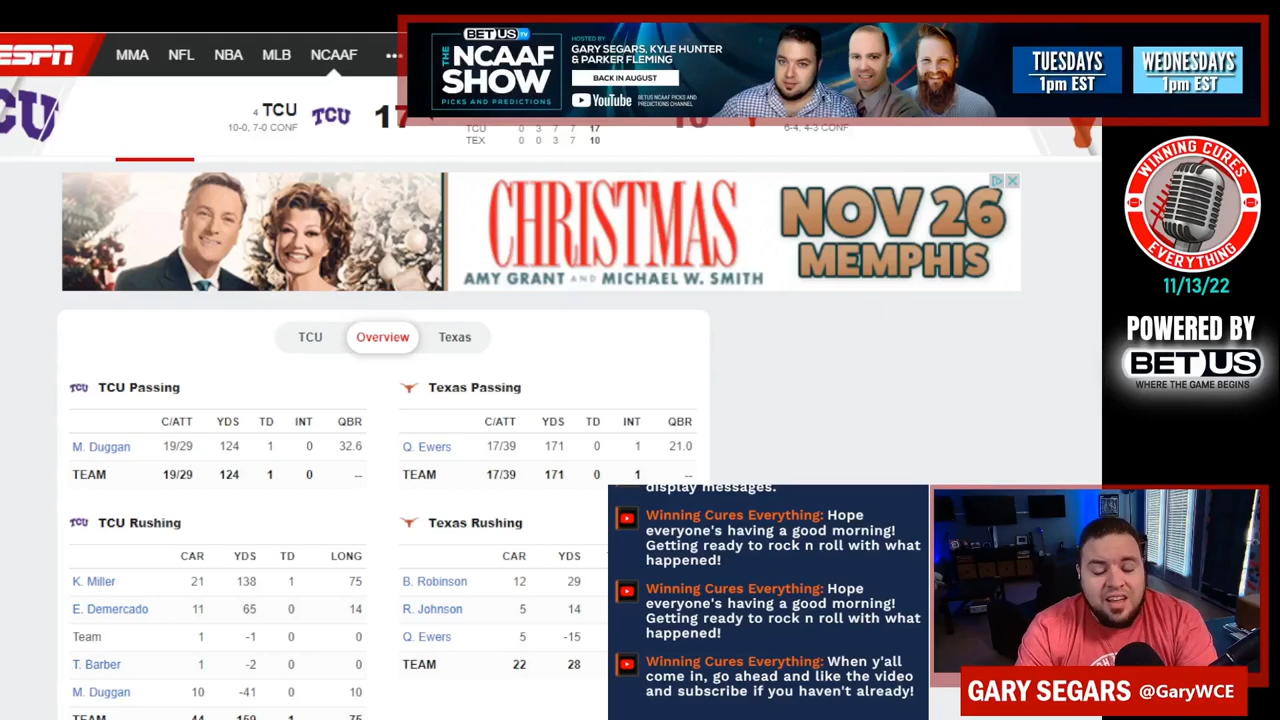 ESPN
MMA NFL NBA MLB NCAAF ...
BETUS TV
THE NCAAF SHOW
PICKS AND PREDICTIONS
HOSTED BY
GARY SEGARS, KYLE HUNTER
& PARKER FLEMING
BACK IN AUGUST
YouTube BETUS NCAAF PICKS AND PREDICTIONS CHANNEL
TUESDAYS
1pm EST
WEDNESDAYS
1pm EST
TCU
4 TCU
10-0, 7-0 CONF
TCU
17
TCU 0 3 7 7 17
TEX 0 0 3 7 10
6-4, 4-3 CONF
CHRISTMAS
AMY GRANT AND MICHAEL W. SMITH
NOV 26
MEMPHIS
WINNING CURES
EVERYTHING
11/13/22
POWERED BY
BETUS
WHERE THE GAME BEGINS
TCU Overview Texas
TCU TCU Passing
C/ATT YDS TD INT QBR
M. Duggan 19/29 124 1 0 32.6
TEAM 19/29 124 1 0 --
Texas Passing
C/ATT YDS TD INT QBR
Q. Ewers 17/39 171 0 1 21.0
TEAM 17/39 171 0 1 --
TCU TCU Rushing
CAR YDS TD LONG
K. Miller 21 138 1 75
E. Demercado 11 65 0 14
Team 1 -1 0 0
T. Barber 1 -2 0 0
M. Duggan 10 -41 0 10
TEAM 44 159 1 75
Texas Rushing
CAR YDS
B. Robinson 12 29
R. Johnson 5 14
Q. Ewers 5 -15
TEAM 22 28
display messages.
Winning Cures Everything: Hope
everyone's having a good morning!
Getting ready to rock n roll with what
happened!
Winning Cures Everything: Hope
everyone's having a good morning!
Getting ready to rock n roll with what
happened!
Winning Cures Everything: When y'all
come in, go ahead and like the video
and subscribe if you haven't already!
GARY SEGARS @GaryWCE